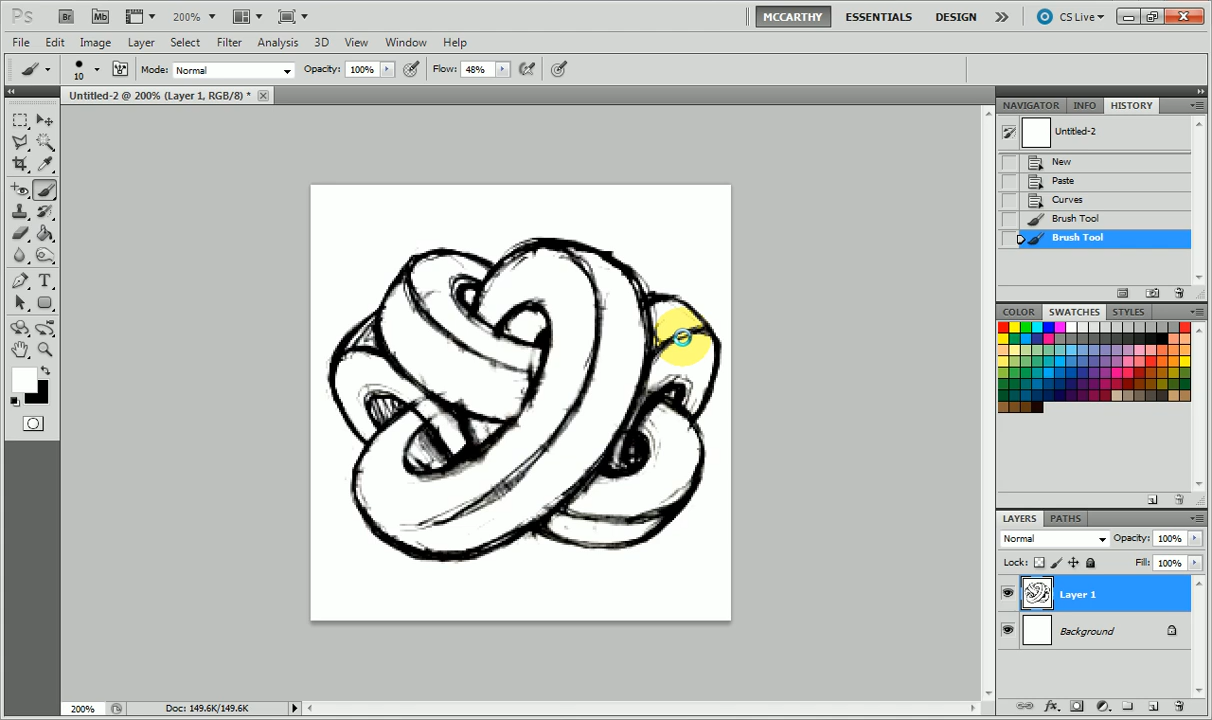 Ps Br Mb 200% MCCARTHY ESSENTIALS DESIGN CS Live
File Edit Image Layer Select Filter Analysis 3D View Window Help
10 Mode: Normal Opacity: 100% Flow: 48%
Untitled-2 @ 200% (Layer 1, RGB/8) *
NAVIGATOR INFO HISTORY
Untitled-2
New
Paste
Curves
Brush Tool
Brush Tool
COLOR SWATCHES STYLES
LAYERS PATHS
Normal Opacity: 100%
Lock: Fill: 100%
Layer 1
Background
200% Doc: 149.6K/149.6K